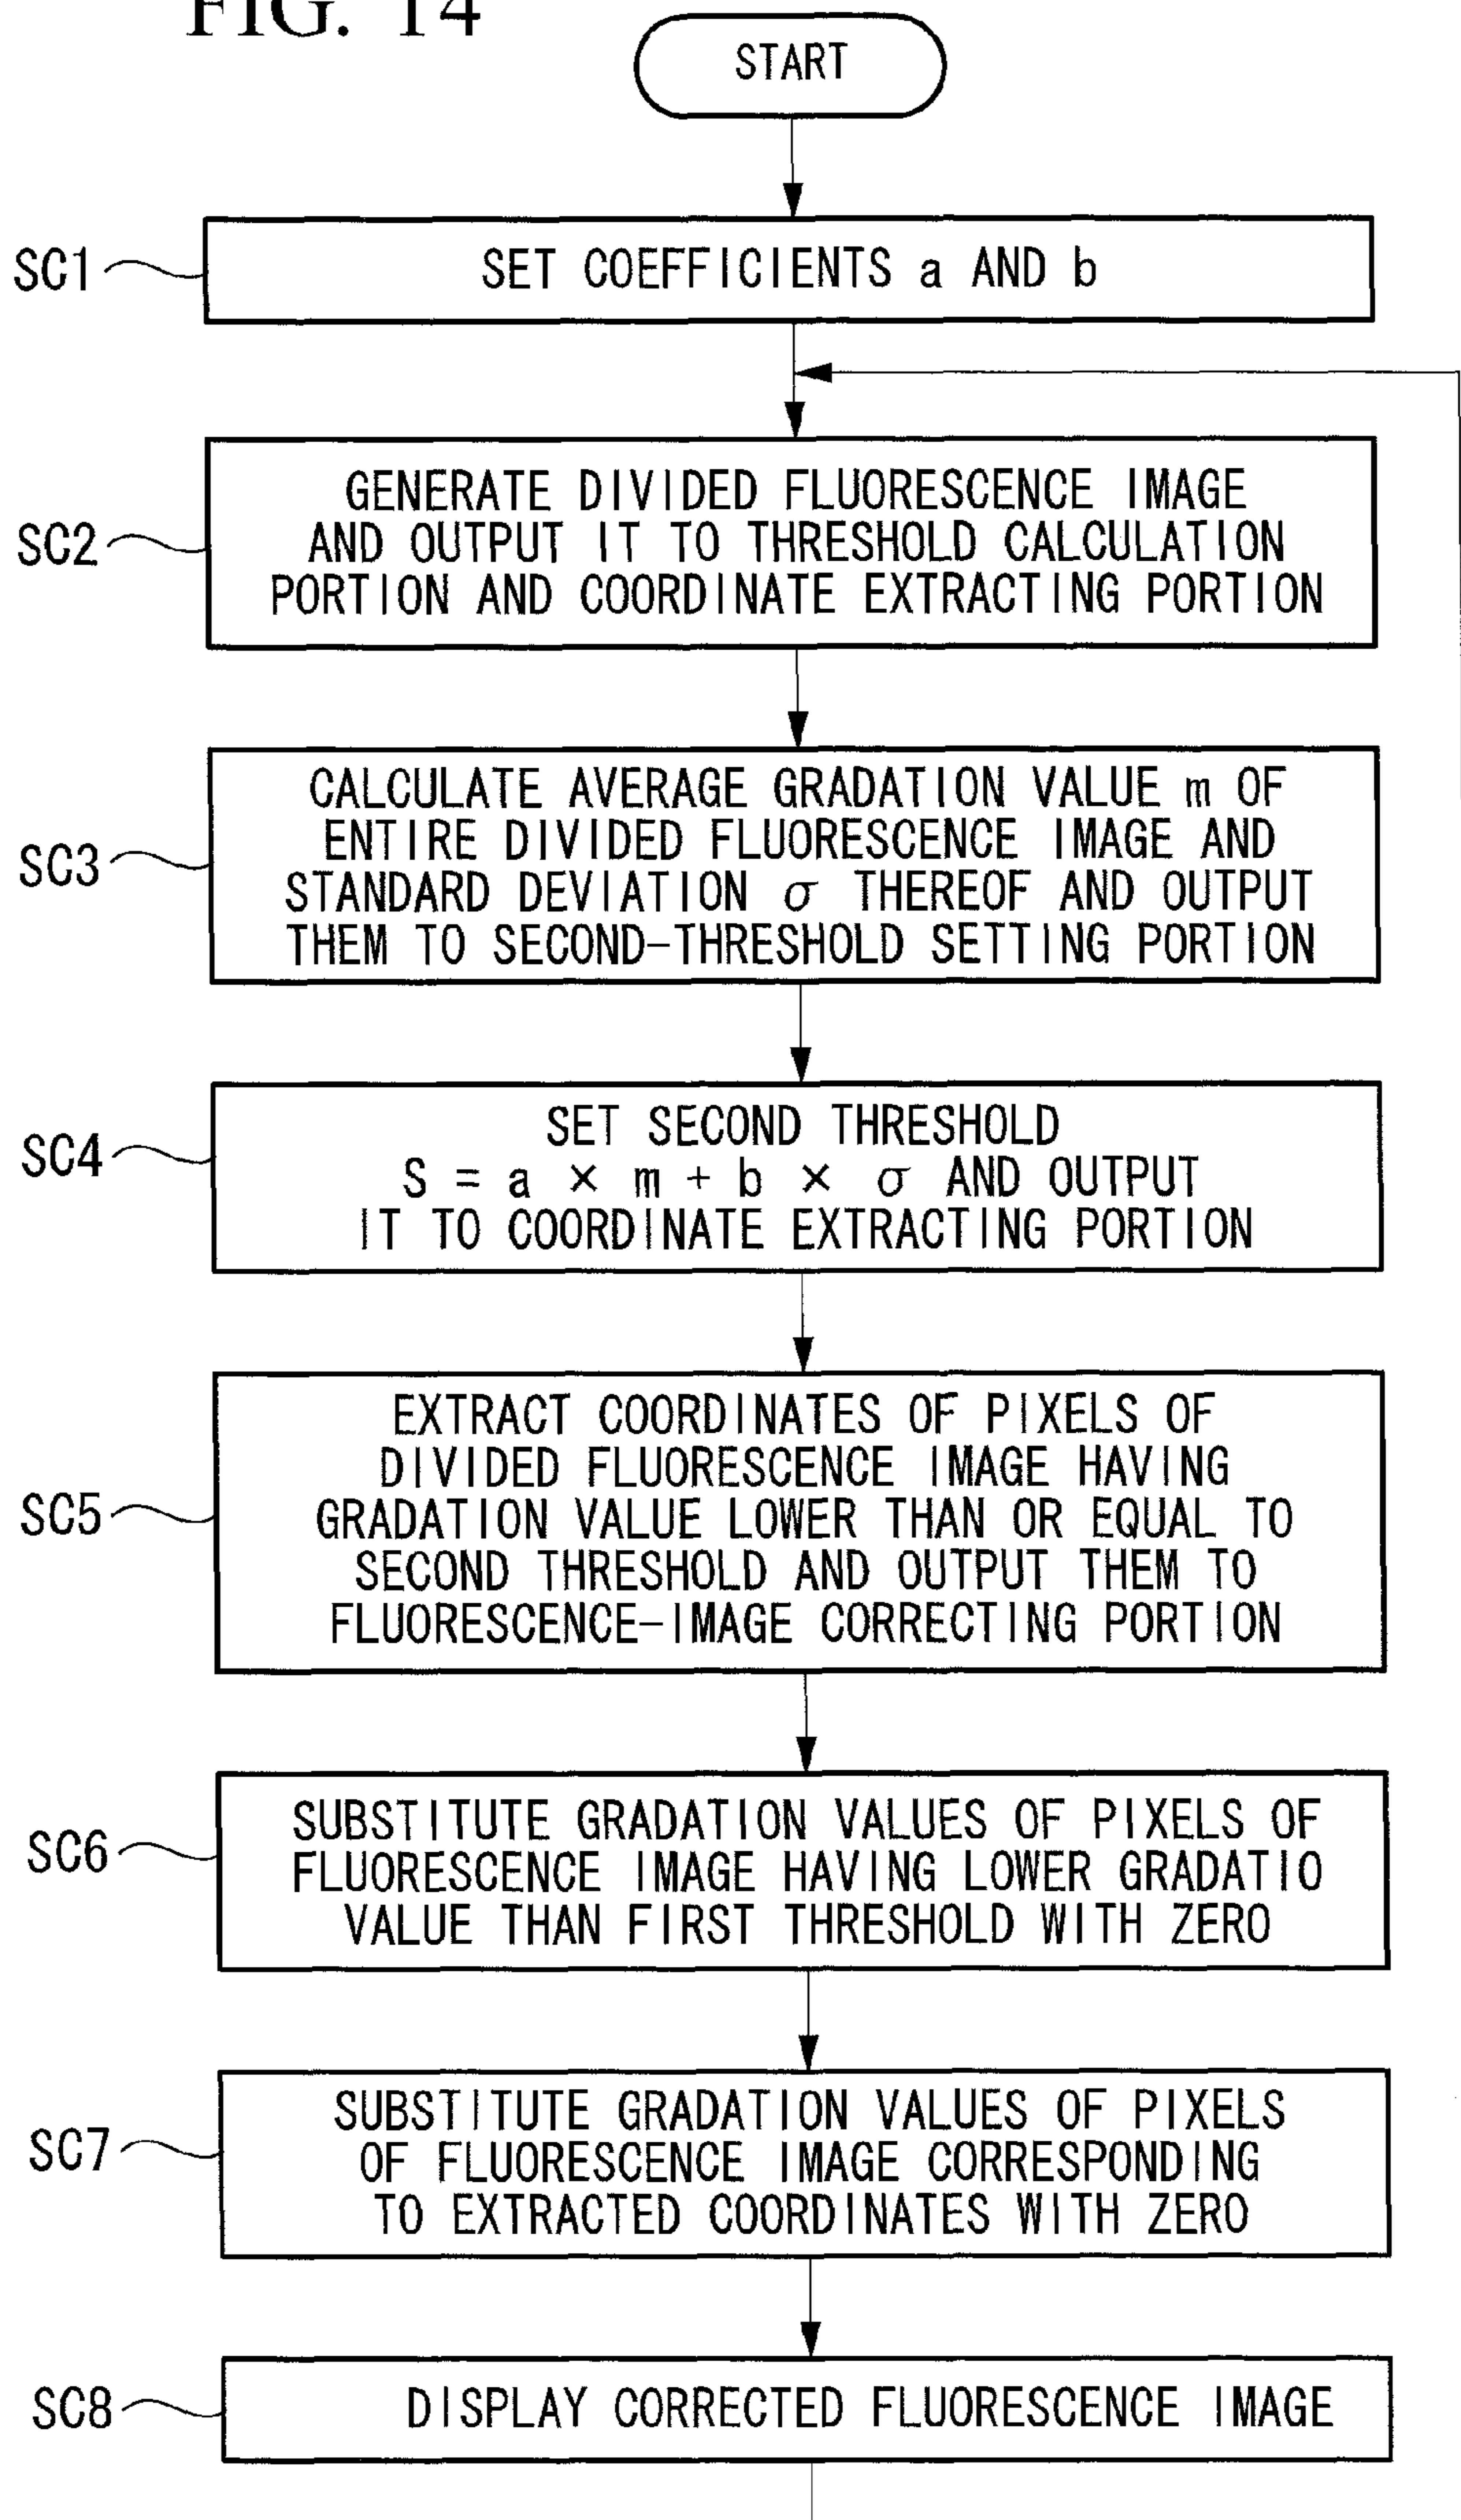 FIG. 14
START
SC1
SET COEFFICIENTS a AND b
SC2
GENERATE DIVIDED FLUORESCENCE IMAGE
AND OUTPUT IT TO THRESHOLD CALCULATION
PORTION AND COORDINATE EXTRACTING PORTION
SC3
CALCULATE AVERAGE GRADATION VALUE m OF
ENTIRE DIVIDED FLUORESCENCE IMAGE AND
STANDARD DEVIATION σ THEREOF AND OUTPUT
THEM TO SECOND-THRESHOLD SETTING PORTION
SC4
SET SECOND THRESHOLD
S = a × m + b × σ AND OUTPUT
IT TO COORDINATE EXTRACTING PORTION
SC5
EXTRACT COORDINATES OF PIXELS OF
DIVIDED FLUORESCENCE IMAGE HAVING
GRADATION VALUE LOWER THAN OR EQUAL TO
SECOND THRESHOLD AND OUTPUT THEM TO
FLUORESCENCE-IMAGE CORRECTING PORTION
SC6
SUBSTITUTE GRADATION VALUES OF PIXELS OF
FLUORESCENCE IMAGE HAVING LOWER GRADATIO
VALUE THAN FIRST THRESHOLD WITH ZERO
SC7
SUBSTITUTE GRADATION VALUES OF PIXELS
OF FLUORESCENCE IMAGE CORRESPONDING
TO EXTRACTED COORDINATES WITH ZERO
SC8
DISPLAY CORRECTED FLUORESCENCE IMAGE